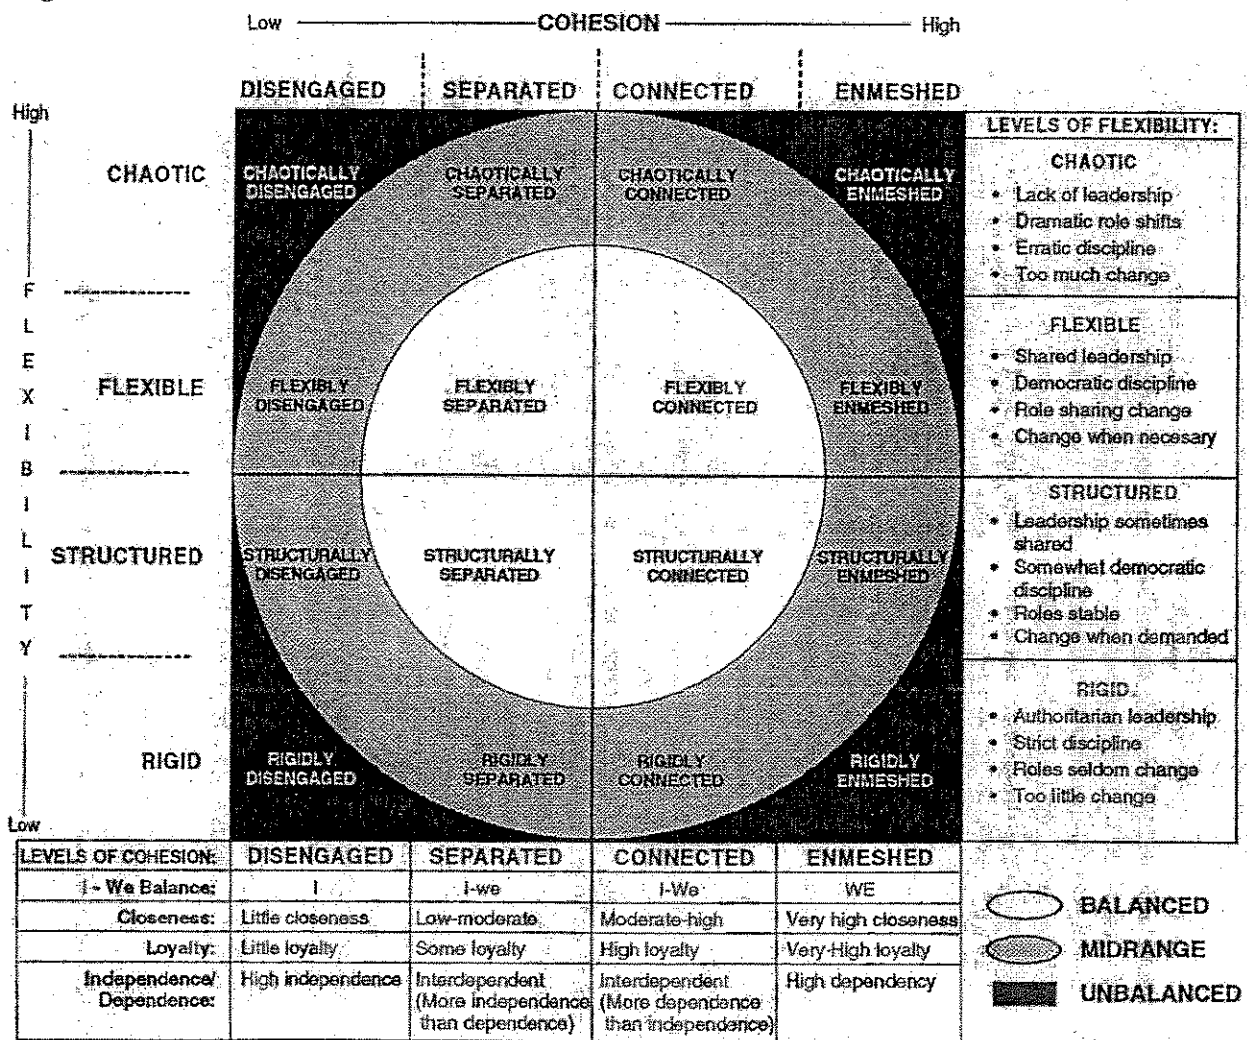 Low COHESION High
DISENGAGED SEPARATED CONNECTED ENMESHED
High
CHAOTIC
FLEXIBLE
STRUCTURED
RIGID
FLEXIBILITY
Low
CHAOTICALLY
DISENGAGED
CHAOTICALLY
SEPARATED
CHAOTICALLY
CONNECTED
CHAOTICALLY
ENMESHED
FLEXIBLY
DISENGAGED
FLEXIBLY
SEPARATED
FLEXIBLY
CONNECTED
FLEXIBLY
ENMESHED
STRUCTURALLY
DISENGAGED
STRUCTURALLY
SEPARATED
STRUCTURALLY
CONNECTED
STRUCTURALLY
ENMESHED
RIGIDLY
DISENGAGED
RIGIDLY
SEPARATED
RIGIDLY
CONNECTED
RIGIDLY
ENMESHED
LEVELS OF FLEXIBILITY:
CHAOTIC
• Lack of leadership
• Dramatic role shifts
• Erratic discipline
• Too much change
FLEXIBLE
• Shared leadership
• Democratic discipline
• Role sharing change
• Change when necesary
STRUCTURED
• Leadership sometimes
shared
• Somewhat democratic
discipline
• Roles stable
• Change when demanded
RIGID
• Authoritarian leadership
• Strict discipline
• Roles seldom change
• Too little change
LEVELS OF COHESION: DISENGAGED SEPARATED CONNECTED ENMESHED
I - We Balance: I I-we I-We WE
Closeness: Little closeness Low-moderate Moderate-high Very high closeness
Loyalty: Little loyalty Some loyalty High loyalty Very-High loyalty
Independence/ High independence Interdependent Interdependent High dependency
Dependence: (More independence (More dependence
than dependence) than independence)
BALANCED
MIDRANGE
UNBALANCED